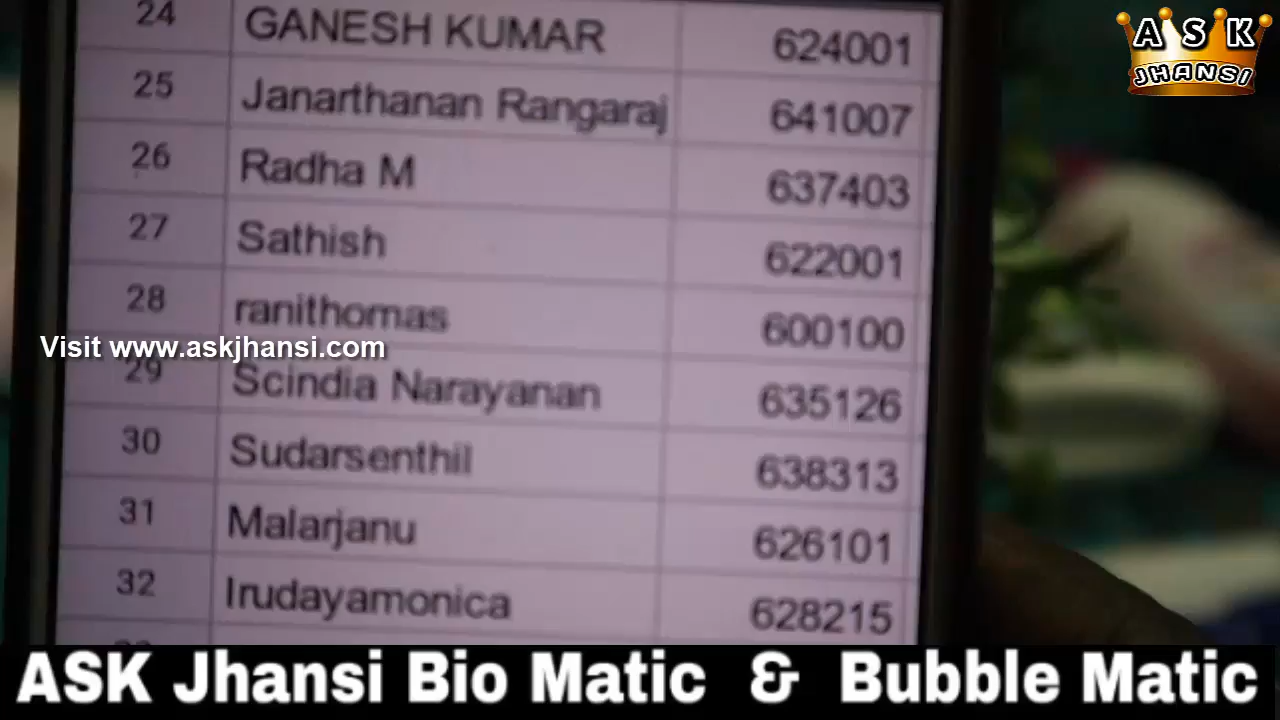 24 GANESH KUMAR 624001
A S K
JHANSI
25 Janarthanan Rangaraj 641007
26 Radha M 637403
27 Sathish 622001
28 ranithomas 600100
Visit www.askjhansi.com
29 Scindia Narayanan 635126
30 Sudarsenthil 638313
31 Malarjanu 626101
32 Irudayamonica 628215
ASK Jhansi Bio Matic & Bubble Matic